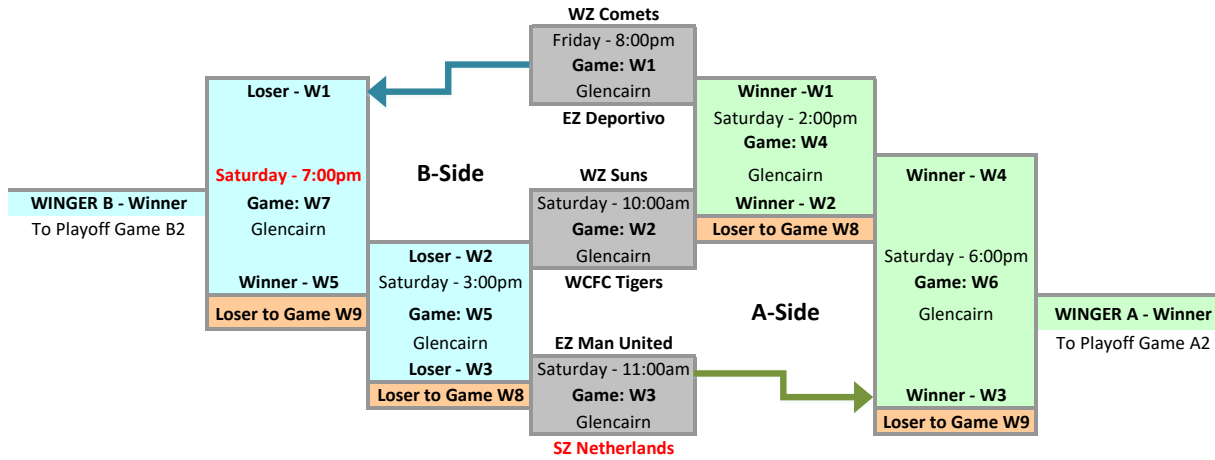 WZ Comets
Friday - 8:00pm
Game: W1
Glencairn
EZ Deportivo
Loser - W1
Saturday - 7:00pm
Game: W7
Glencairn
Winner - W5
Loser to Game W9
WINGER B - Winner
To Playoff Game B2
B-Side
Loser - W2
Saturday - 3:00pm
Game: W5
Glencairn
Loser - W3
Loser to Game W8
WZ Suns
Saturday - 10:00am
Game: W2
Glencairn
WCFC Tigers
EZ Man United
Saturday - 11:00am
Game: W3
Glencairn
SZ Netherlands
Winner -W1
Saturday - 2:00pm
Game: W4
Glencairn
Winner - W2
Loser to Game W8
A-Side
Winner - W4
Saturday - 6:00pm
Game: W6
Glencairn
Winner - W3
Loser to Game W9
WINGER A - Winner
To Playoff Game A2